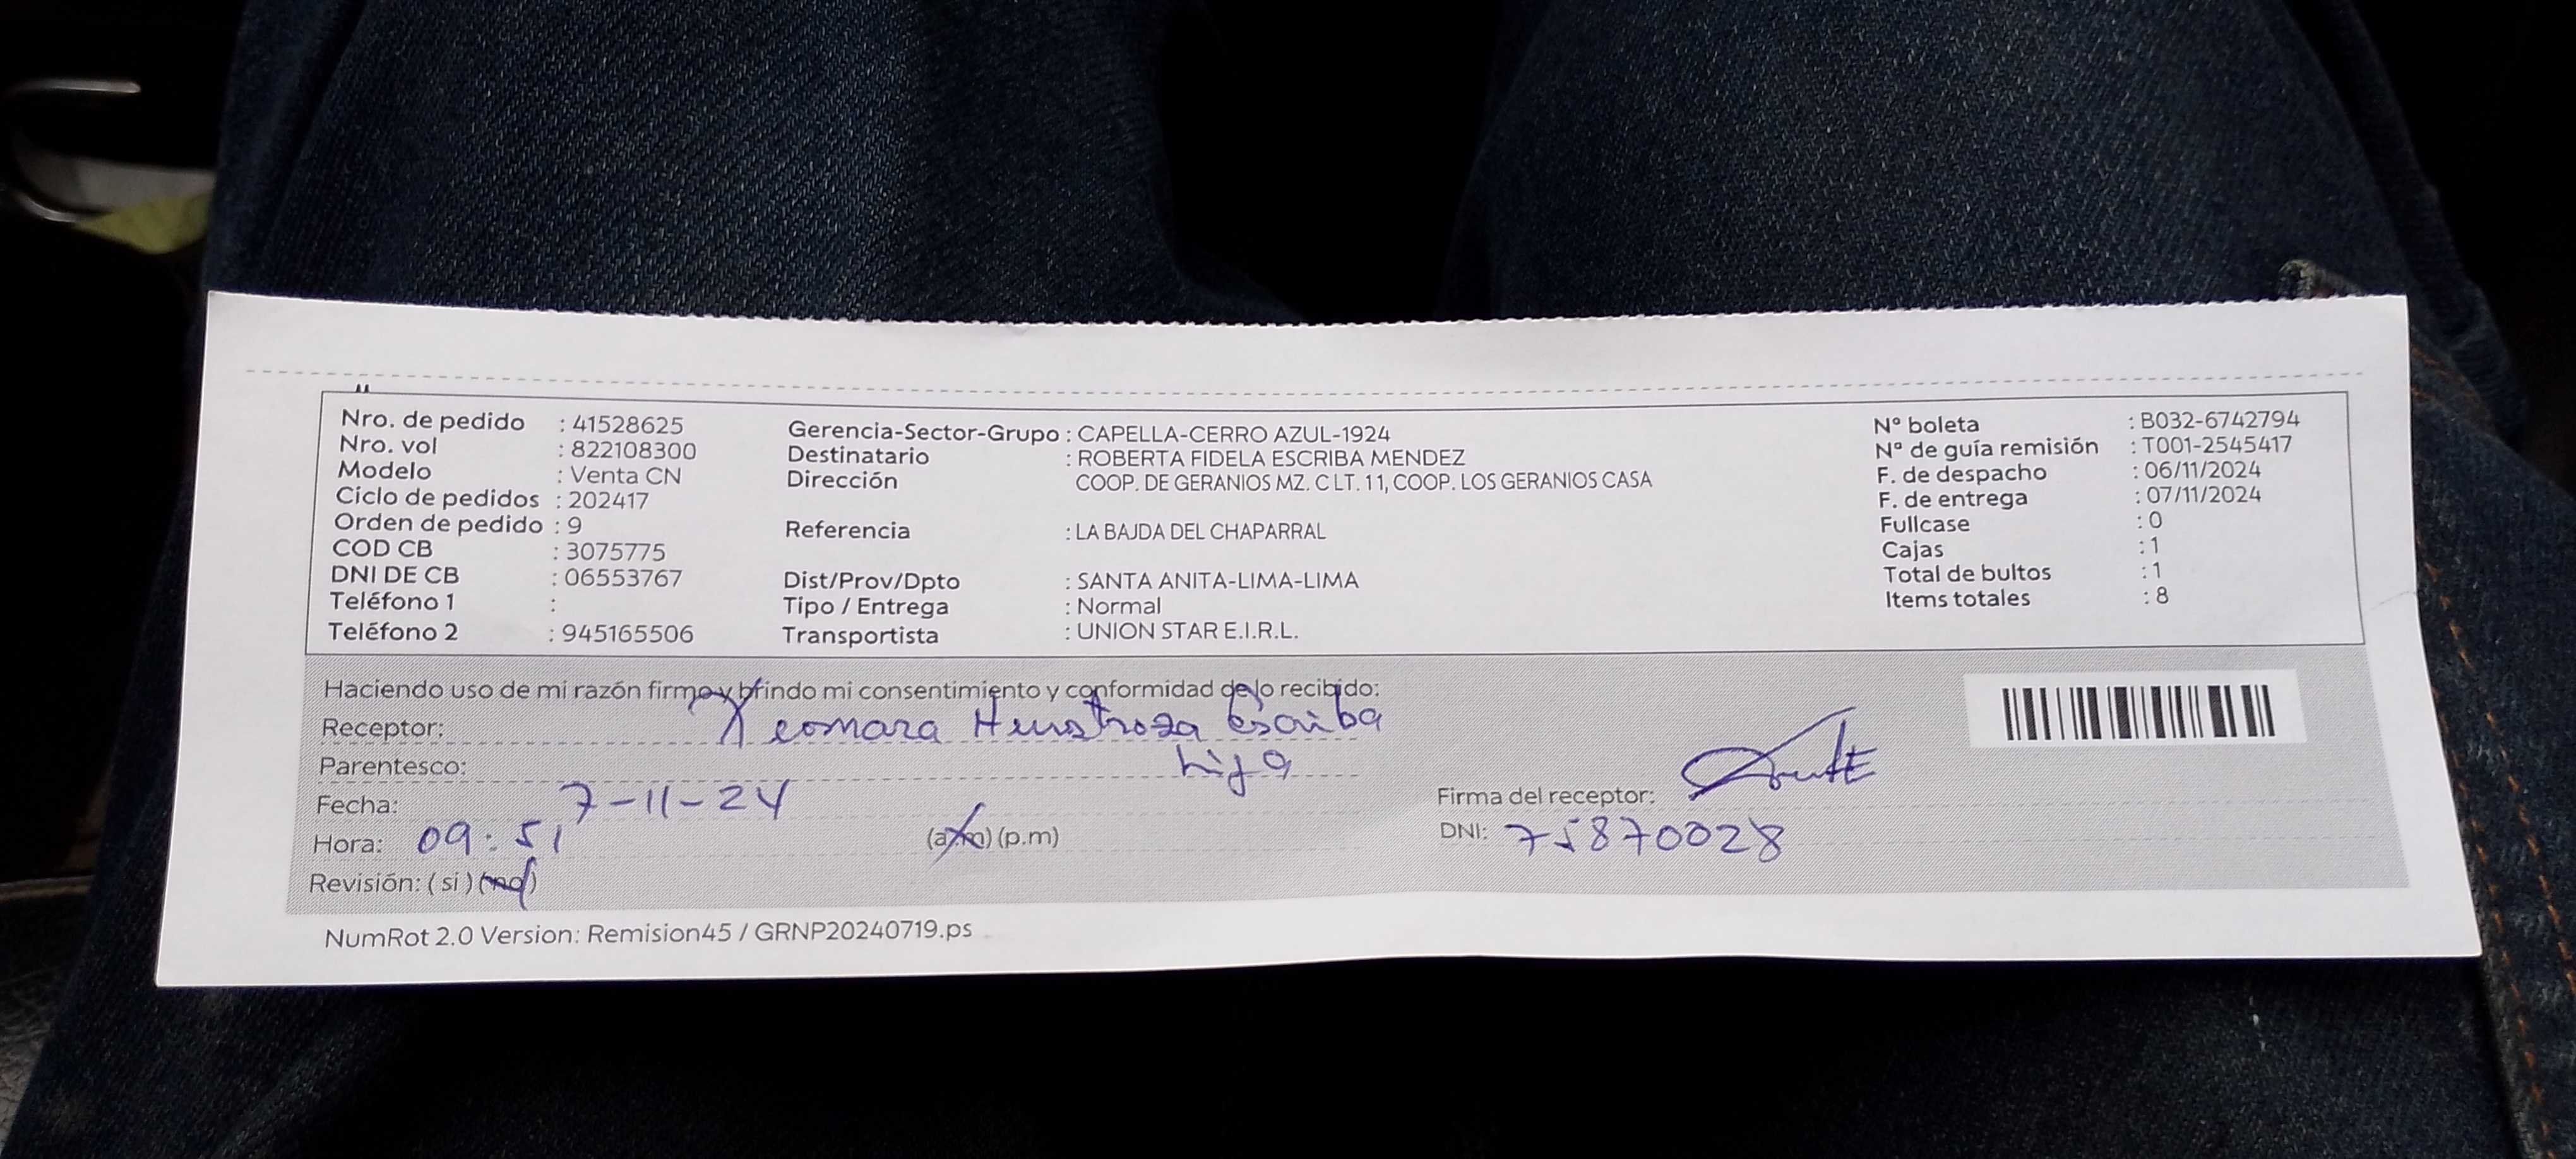 Nro. de pedido : 41528625
Nro. vol : 822108300
Modelo : Venta CN
Ciclo de pedidos : 202417
Orden de pedido : 9
COD CB : 3075775
DNI DE CB : 06553767
Teléfono 1 :
Teléfono 2 : 945165506
Gerencia-Sector-Grupo : CAPELLA-CERRO AZUL-1924
Destinatario : ROBERTA FIDELA ESCRIBA MENDEZ
Dirección COOP. DE GERANIOS MZ. C LT. 11, COOP. LOS GERANIOS CASA
Referencia : LA BAJDA DEL CHAPARRAL
Dist/Prov/Dpto : SANTA ANITA-LIMA-LIMA
Tipo / Entrega : Normal
Transportista : UNION STAR E.I.R.L.
Nº boleta : B032-6742794
Nª de guía remisión : T001-2545417
F. de despacho : 06/11/2024
F. de entrega : 07/11/2024
Fullcase : 0
Cajas : 1
Total de bultos : 1
Items totales : 8
Haciendo uso de mi razón firmo y brindo mi consentimiento y conformidad de lo recibido:
Receptor: Xeomara Hinstroza Escriba
Parentesco: hija
Fecha: 7-11-24
Hora: 09:51 (a.m) (p.m)
Revisión: ( si ) (no)
Firma del receptor:
DNI: 75870028
NumRot 2.0 Version: Remision45 / GRNP20240719.ps